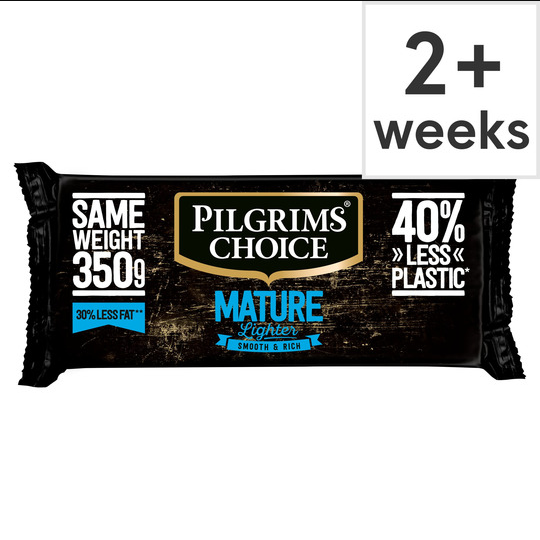 2+
weeks
SAME
WEIGHT
350g
30% LESS FAT**
PILGRIMS®
CHOICE
MATURE
Lighter
SMOOTH & RICH
40%
» LESS «
PLASTIC*